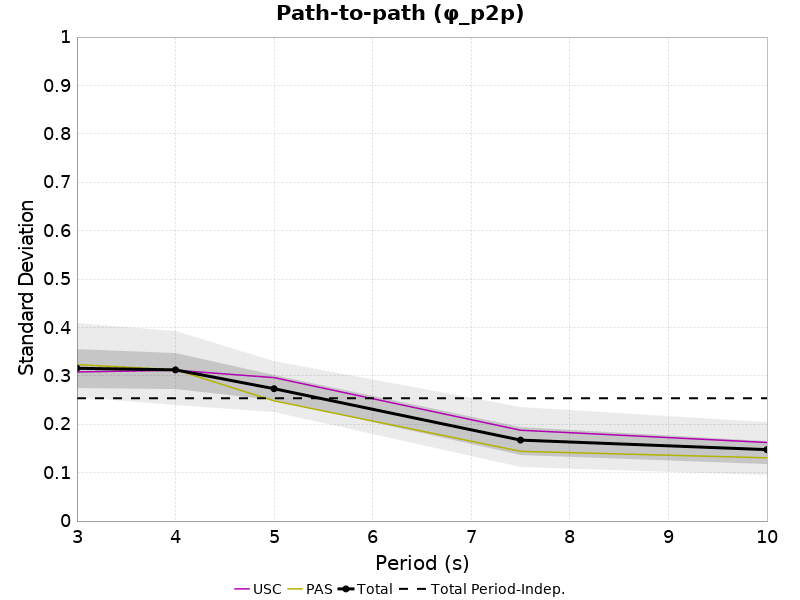 Path-to-path (φ_p2p)
1
0.9
0.8
0.7
0.6
0.5
0.4
0.3
0.2
0.1
0
Standard Deviation
3 4 5 6 7 8 9 10
Period (s)
USC PAS Total Total Period-Indep.